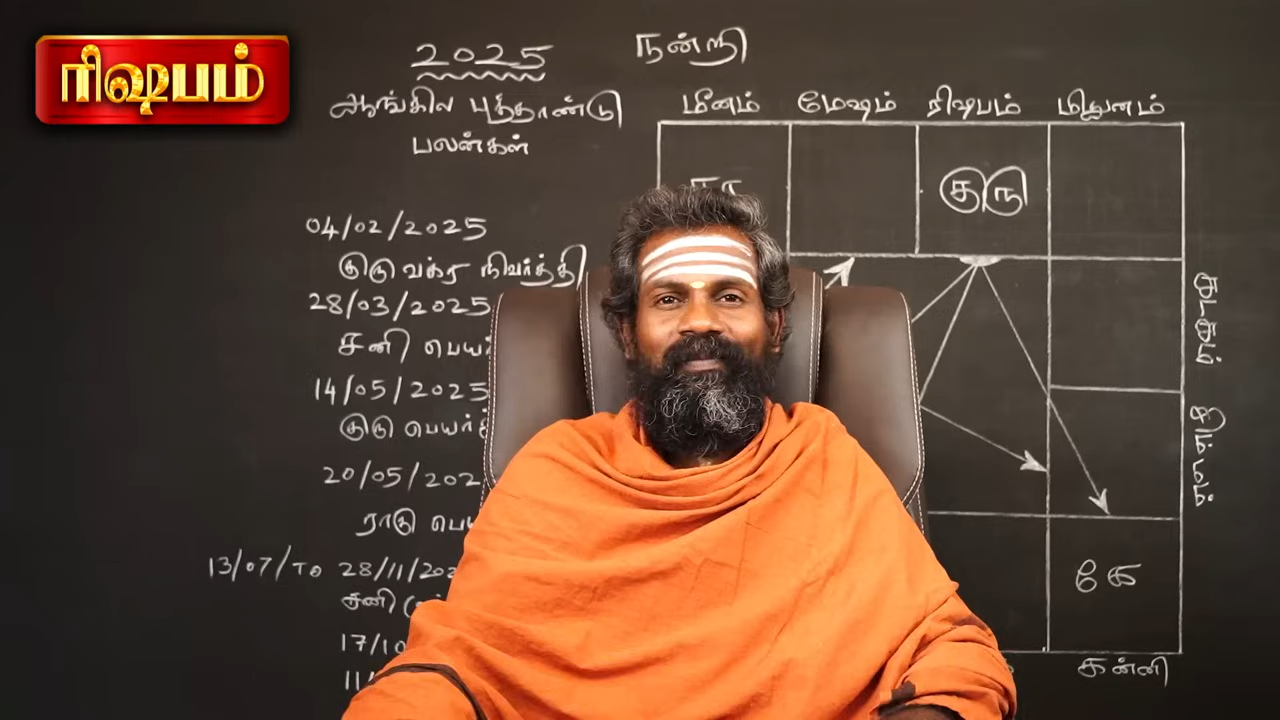 ரிஷபம்
2025
நன்றி
ஆங்கில புத்தாண்டு
பலன்கள்
மீனம் மேஷம் ரிஷபம் மிதுனம்
குரு
04/02/2025
குரு வக்ர நிவர்த்தி
28/03/2025
சனி
14/05/2025
குரு
20/05/202
ராகு
13/07/TO 28/11/202
சனி
17/10
11/
கடகம்
சிம்மம்
கே
கன்னி